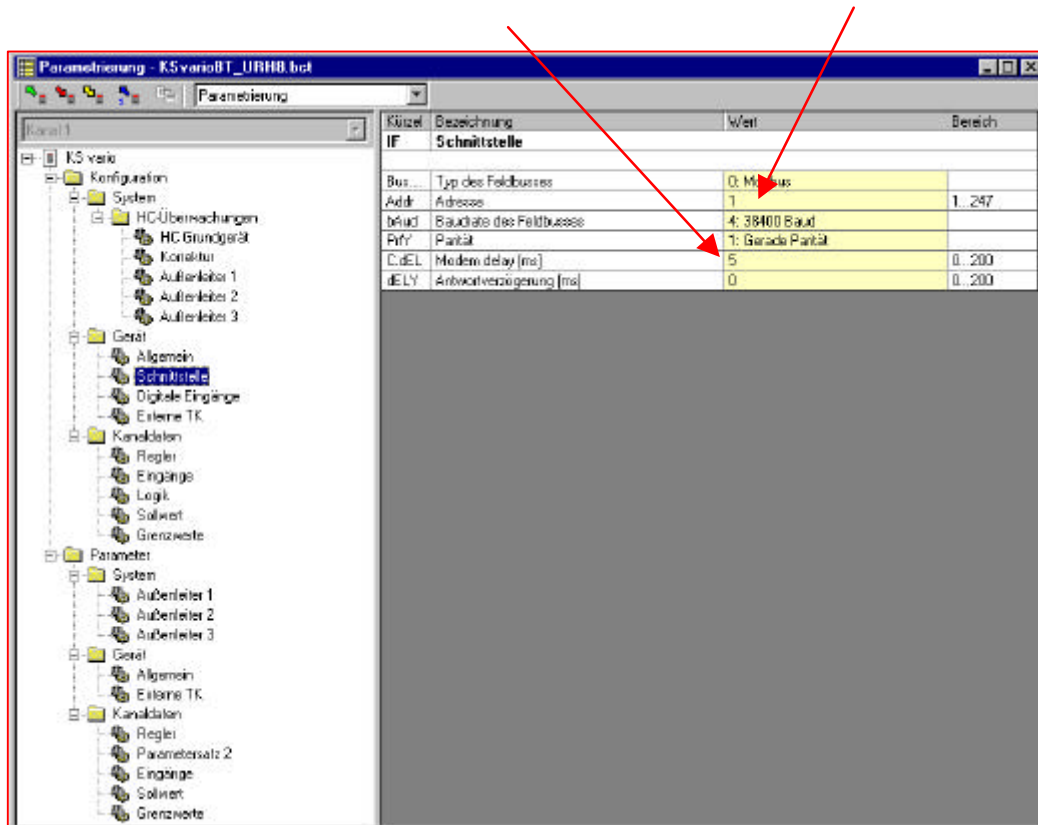 Parametrierung - KSvarioBT_URH8.bct
Parametrierung
Kanal 1
KS vario
Konfiguration
System
HC-Überwachungen
HC Grundgerät
Korrektur
Außenleiter 1
Außenleiter 2
Außenleiter 3
Gerät
Allgemein
Schnittstelle
Digitale Eingänge
Externe TK
Kanaldaten
Regler
Eingänge
Logik
Sollwert
Grenzwerte
Parameter
System
Außenleiter 1
Außenleiter 2
Außenleiter 3
Gerät
Allgemein
Externe TK
Kanaldaten
Regler
Parametersatz 2
Eingänge
Sollwert
Grenzwerte
Kürzel Bezeichnung Wert Bereich
IF Schnittstelle
Bus... Typ des Feldbusses 0: Modbus
Addr Adresse 1 1...247
bAud Baudrate des Feldbusses 4: 38400 Baud
PrtY Parität 1: Gerade Parität
C.dEL Modem delay [ms] 5 0...200
dELY Antwortverzögerung [ms] 0 0...200